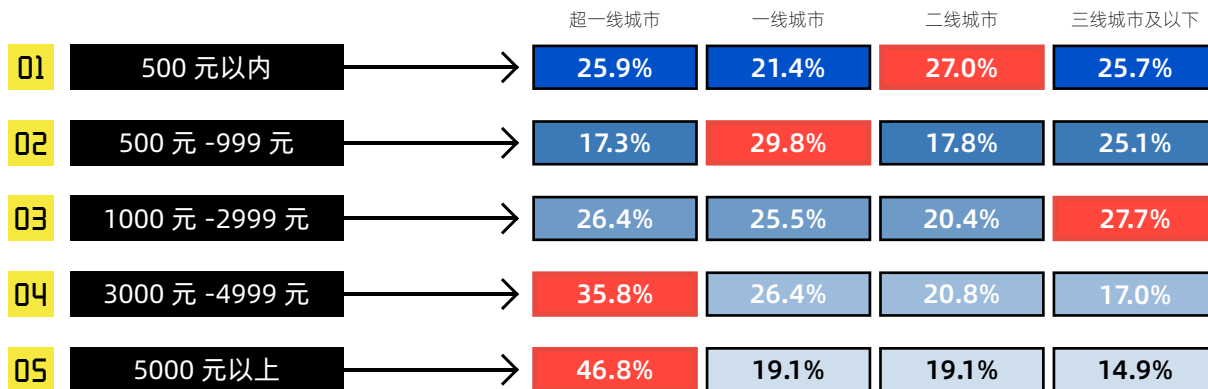 超一线城市 一线城市 二线城市 三线城市及以下
01 500 元以内 25.9% 21.4% 27.0% 25.7%
02 500 元 -999 元 17.3% 29.8% 17.8% 25.1%
03 1000 元 -2999 元 26.4% 25.5% 20.4% 27.7%
04 3000 元 -4999 元 35.8% 26.4% 20.8% 17.0%
05 5000 元以上 46.8% 19.1% 19.1% 14.9%